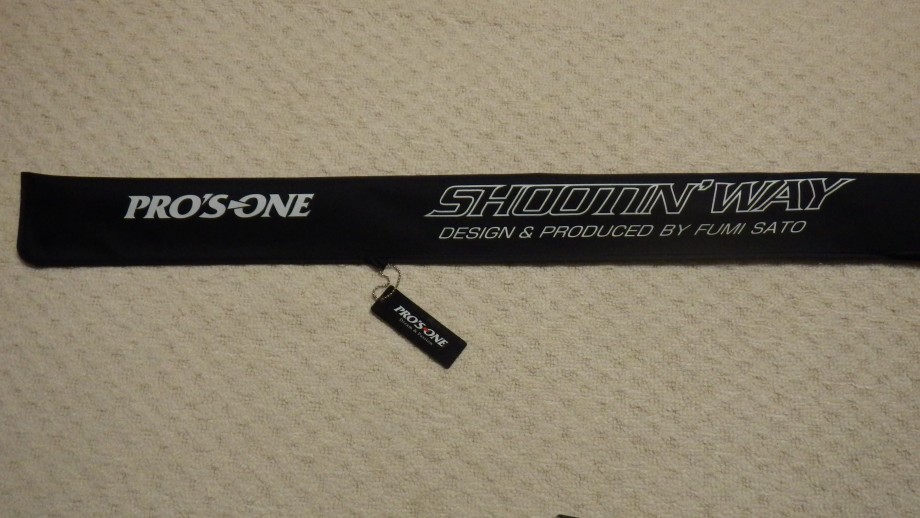 PRO'S-ONE
SHOOTIN' WAY
DESIGN & PRODUCED BY FUMI SATO
PRO'S-ONE